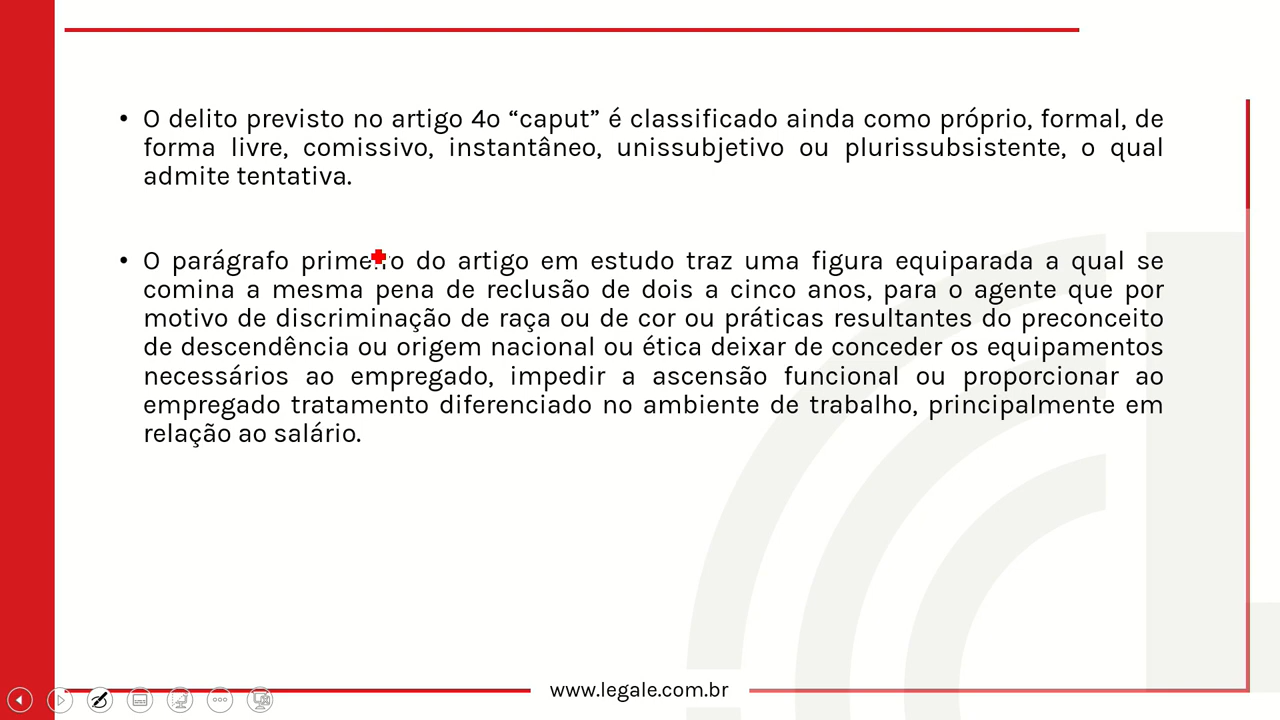 • O delito previsto no artigo 4o “caput” é classificado ainda como próprio, formal, de
forma livre, comissivo, instantâneo, unissubjetivo ou plurissubsistente, o qual
admite tentativa.
• O parágrafo primeiro do artigo em estudo traz uma figura equiparada a qual se
comina a mesma pena de reclusão de dois a cinco anos, para o agente que por
motivo de discriminação de raça ou de cor ou práticas resultantes do preconceito
de descendência ou origem nacional ou ética deixar de conceder os equipamentos
necessários ao empregado, impedir a ascensão funcional ou proporcionar ao
empregado tratamento diferenciado no ambiente de trabalho, principalmente em
relação ao salário.
www.legale.com.br